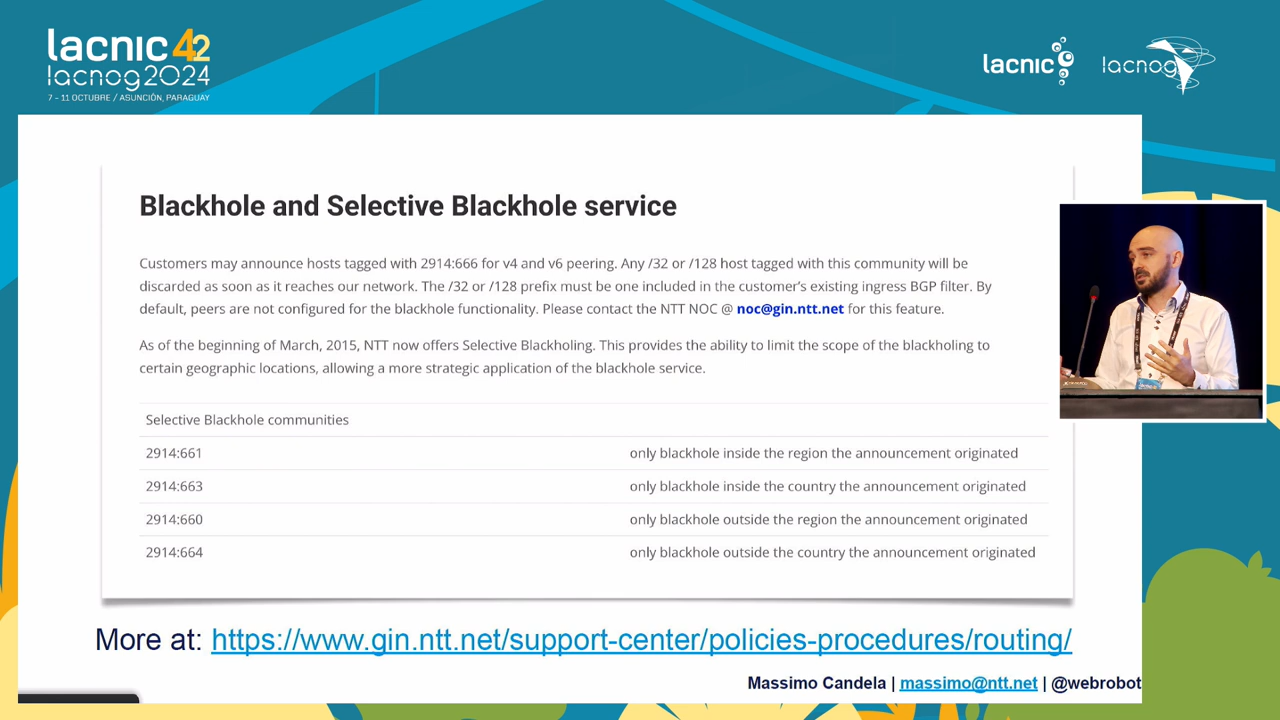 lacnic 42
lacnog2024
7 - 11 OCTUBRE / ASUNCIÓN, PARAGUAY
lacnic
lacnog
Blackhole and Selective Blackhole service
Customers may announce hosts tagged with 2914:666 for v4 and v6 peering. Any /32 or /128 host tagged with this community will be
discarded as soon as it reaches our network. The /32 or /128 prefix must be one included in the customer's existing ingress BGP filter. By
default, peers are not configured for the blackhole functionality. Please contact the NTT NOC @ noc@gin.ntt.net for this feature.
As of the beginning of March, 2015, NTT now offers Selective Blackholing. This provides the ability to limit the scope of the blackholing to
certain geographic locations, allowing a more strategic application of the blackhole service.
Selective Blackhole communities
2914:661 only blackhole inside the region the announcement originated
2914:663 only blackhole inside the country the announcement originated
2914:660 only blackhole outside the region the announcement originated
2914:664 only blackhole outside the country the announcement originated
More at: https://www.gin.ntt.net/support-center/policies-procedures/routing/
Massimo Candela | massimo@ntt.net | @webrobot